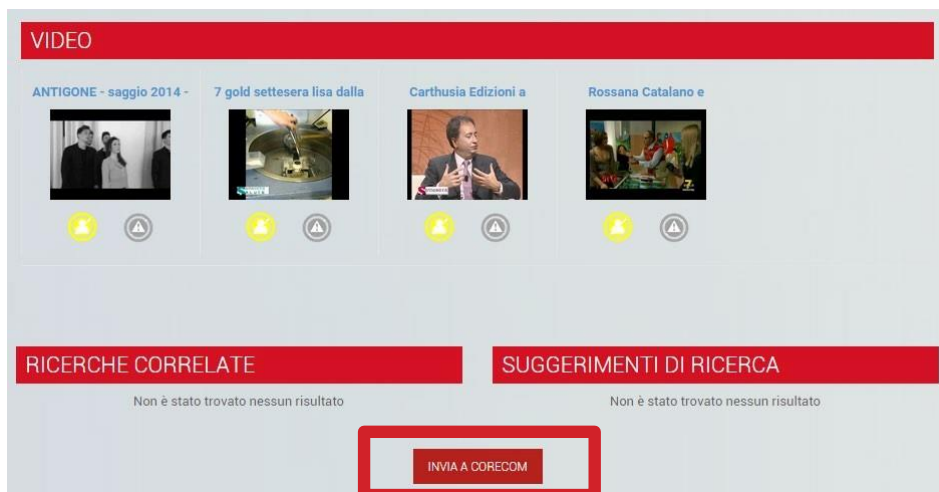 VIDEO
ANTIGONE - saggio 2014 -
7 gold settesera lisa dalla
Carthusia Edizioni a
Rossana Catalano e
RICERCHE CORRELATE
SUGGERIMENTI DI RICERCA
Non è stato trovato nessun risultato
Non è stato trovato nessun risultato
INVIA A CORECOM